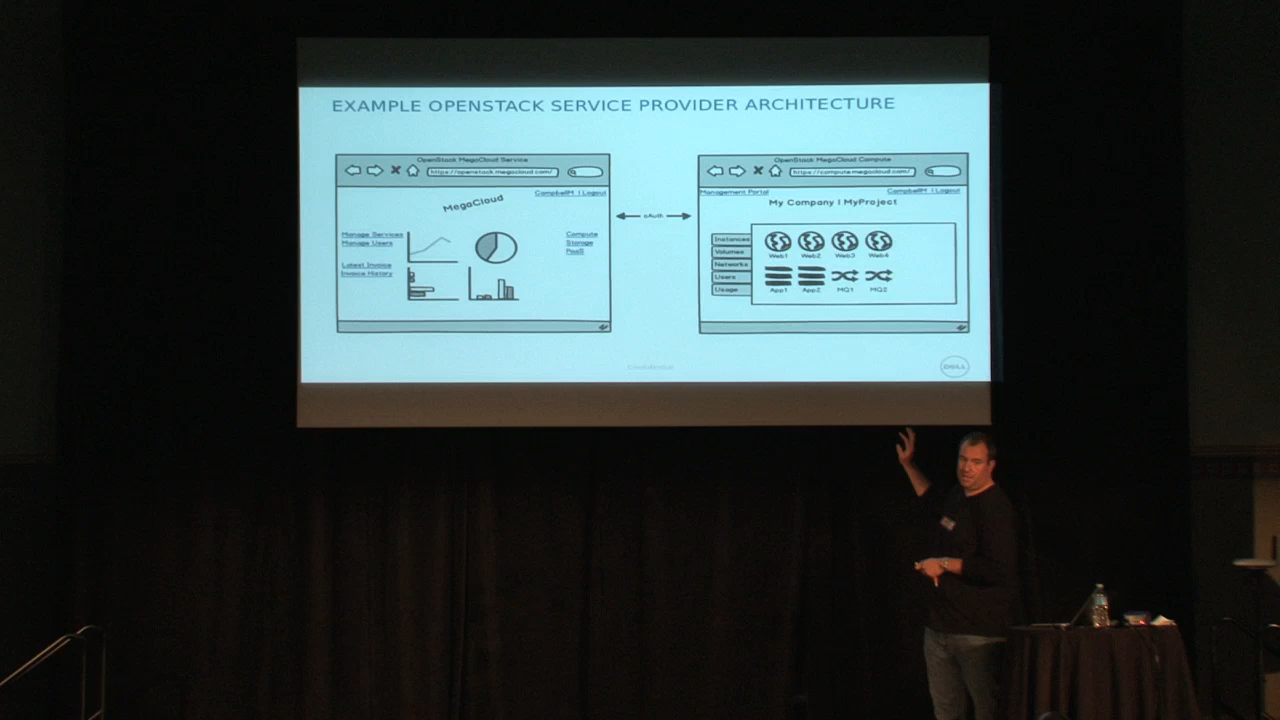 EXAMPLE OPENSTACK SERVICE PROVIDER ARCHITECTURE
OpenStack MegaCloud Service
https://openstack.megacloud.com/
CampbellM | Logout
MegaCloud
Manage Services
Manage Users
Latest Invoice
Invoice History
Compute
Storage
PaaS
oAuth
OpenStack MegaCloud Compute
https://compute.megacloud.com/
Management Portal
CampbellM | Logout
My Company | MyProject
Instances
Volumes
Networks
Users
Usage
Web1 Web2 Web3 Web4
App1 App2 MQ1 MQ2
Confidential
DELL